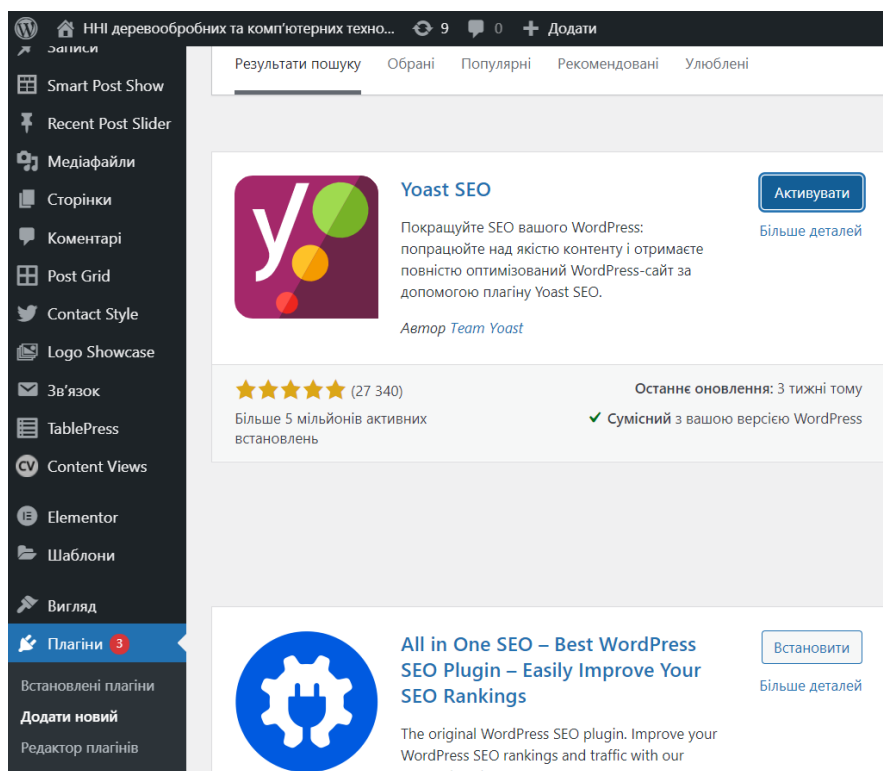 ННІ деревообробних та комп'ютерних техно... 9 0 + Додати
Записи
Smart Post Show
Recent Post Slider
Медіафайли
Сторінки
Коментарі
Post Grid
Contact Style
Logo Showcase
Зв'язок
TablePress
CV Content Views
Elementor
Шаблони
Вигляд
Плагіни 3
Встановлені плагіни
Додати новий
Редактор плагінів
Результати пошуку Обрані Популярні Рекомендовані Улюблені
y
Yoast SEO
Активувати
Більше деталей
Покращуйте SEO вашого WordPress:
попрацюйте над якістю контенту і отримаєте
повністю оптимізований WordPress-сайт за
допомогою плагіну Yoast SEO.
Автор Team Yoast
(27 340)
Більше 5 мільйонів активних
встановлень
Останнє оновлення: 3 тижні тому
Сумісний з вашою версією WordPress
All in One SEO – Best WordPress
SEO Plugin – Easily Improve Your
SEO Rankings
Встановити
Більше деталей
The original WordPress SEO plugin. Improve your
WordPress SEO rankings and traffic with our